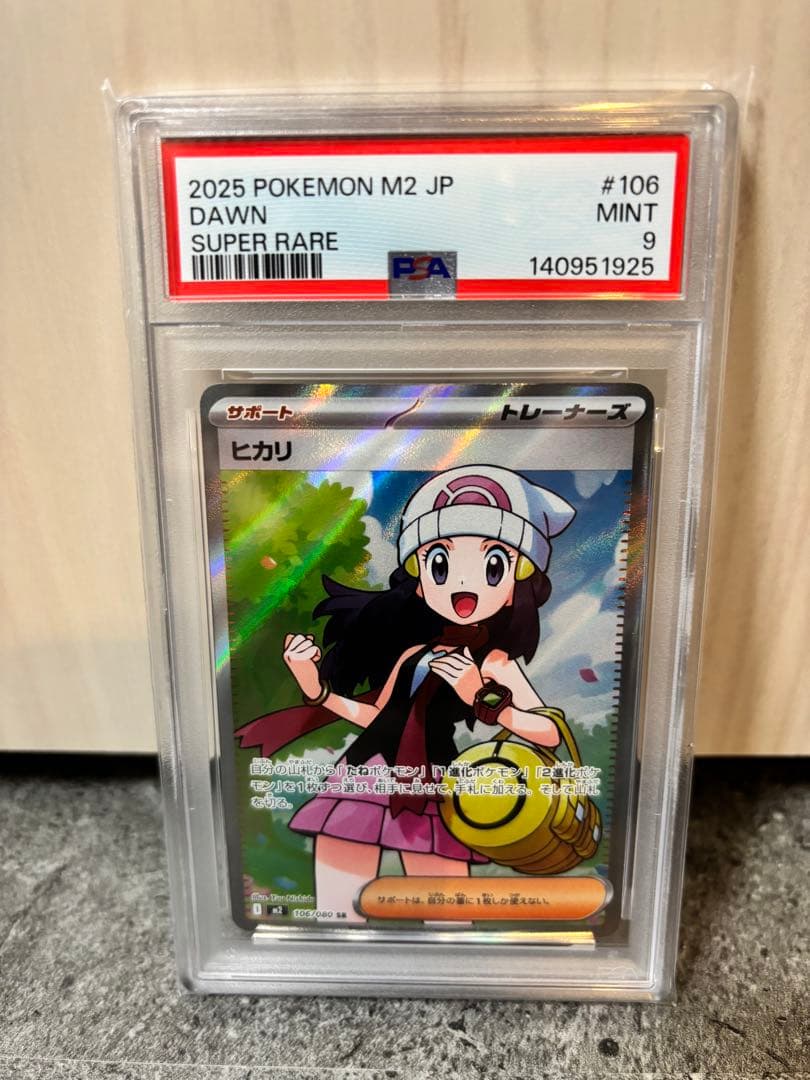 2025 POKEMON M2 JP #106
DAWN MINT
SUPER RARE 9
PSA 140951925
サポート トレーナーズ
ヒカリ
自分の山札から「たねポケモン」「1進化ポケモン」「2進化ポケ
モン」を1枚ずつ選び、相手に見せて、手札に加える。そして山札
を切る。
サポートは、自分の番に1枚しか使えない。
Illus.
I m2 106/080 SR